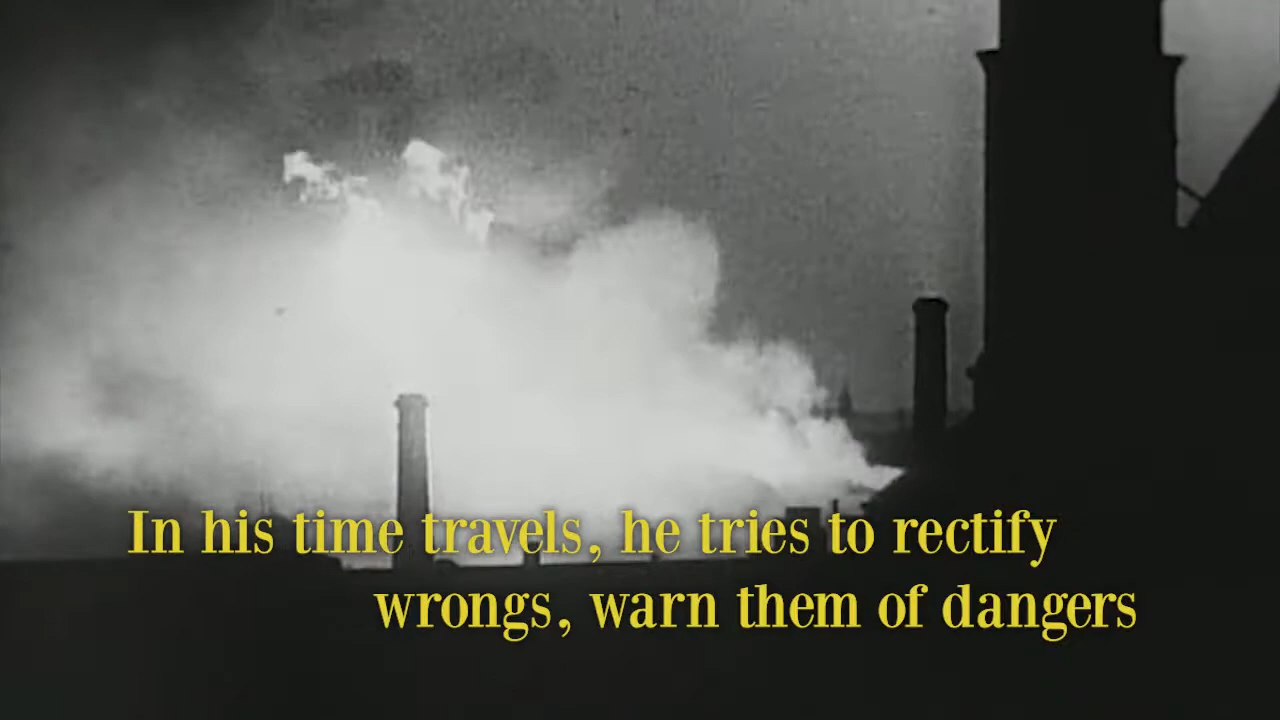 In his time travels, he tries to rectify
wrongs, warn them of dangers